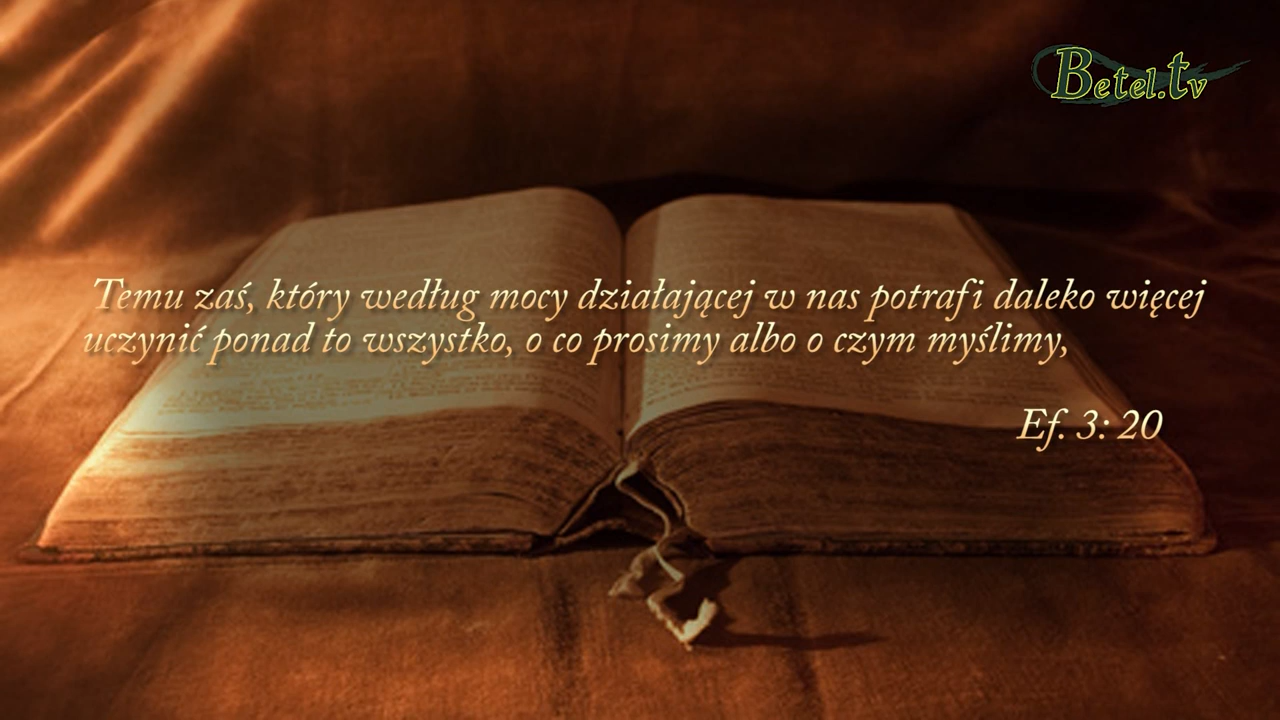 Betel.tv
Temu zaś, który według mocy działającej w nas potrafi daleko więcej
uczynić ponad to wszystko, o co prosimy albo o czym myślimy,
Ef. 3: 20